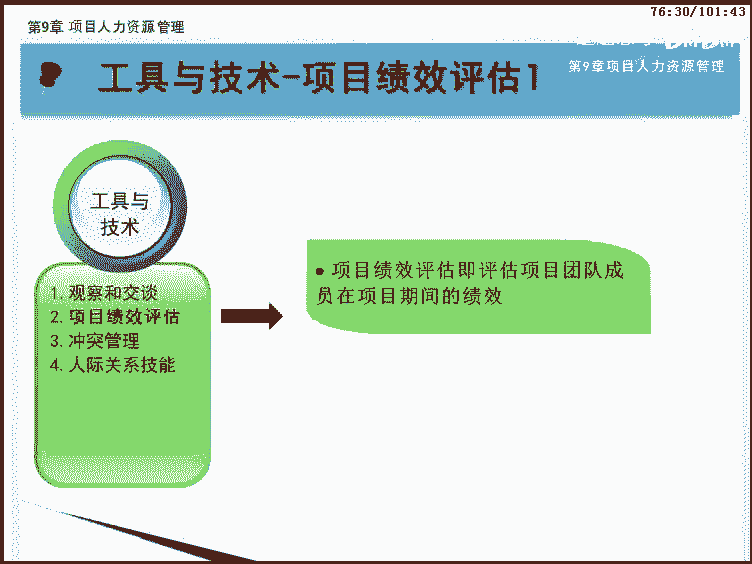 76:30/101:43
第9章 项目人力资源管理
工具与技术-项目绩效评估1
第9章项目人力资源管理
工具与
技术
1. 观察和交谈
2. 项目绩效评估
3. 冲突管理
4. 人际关系技能
● 项目绩效评估即评估项目团队成
员在项目期间的绩效